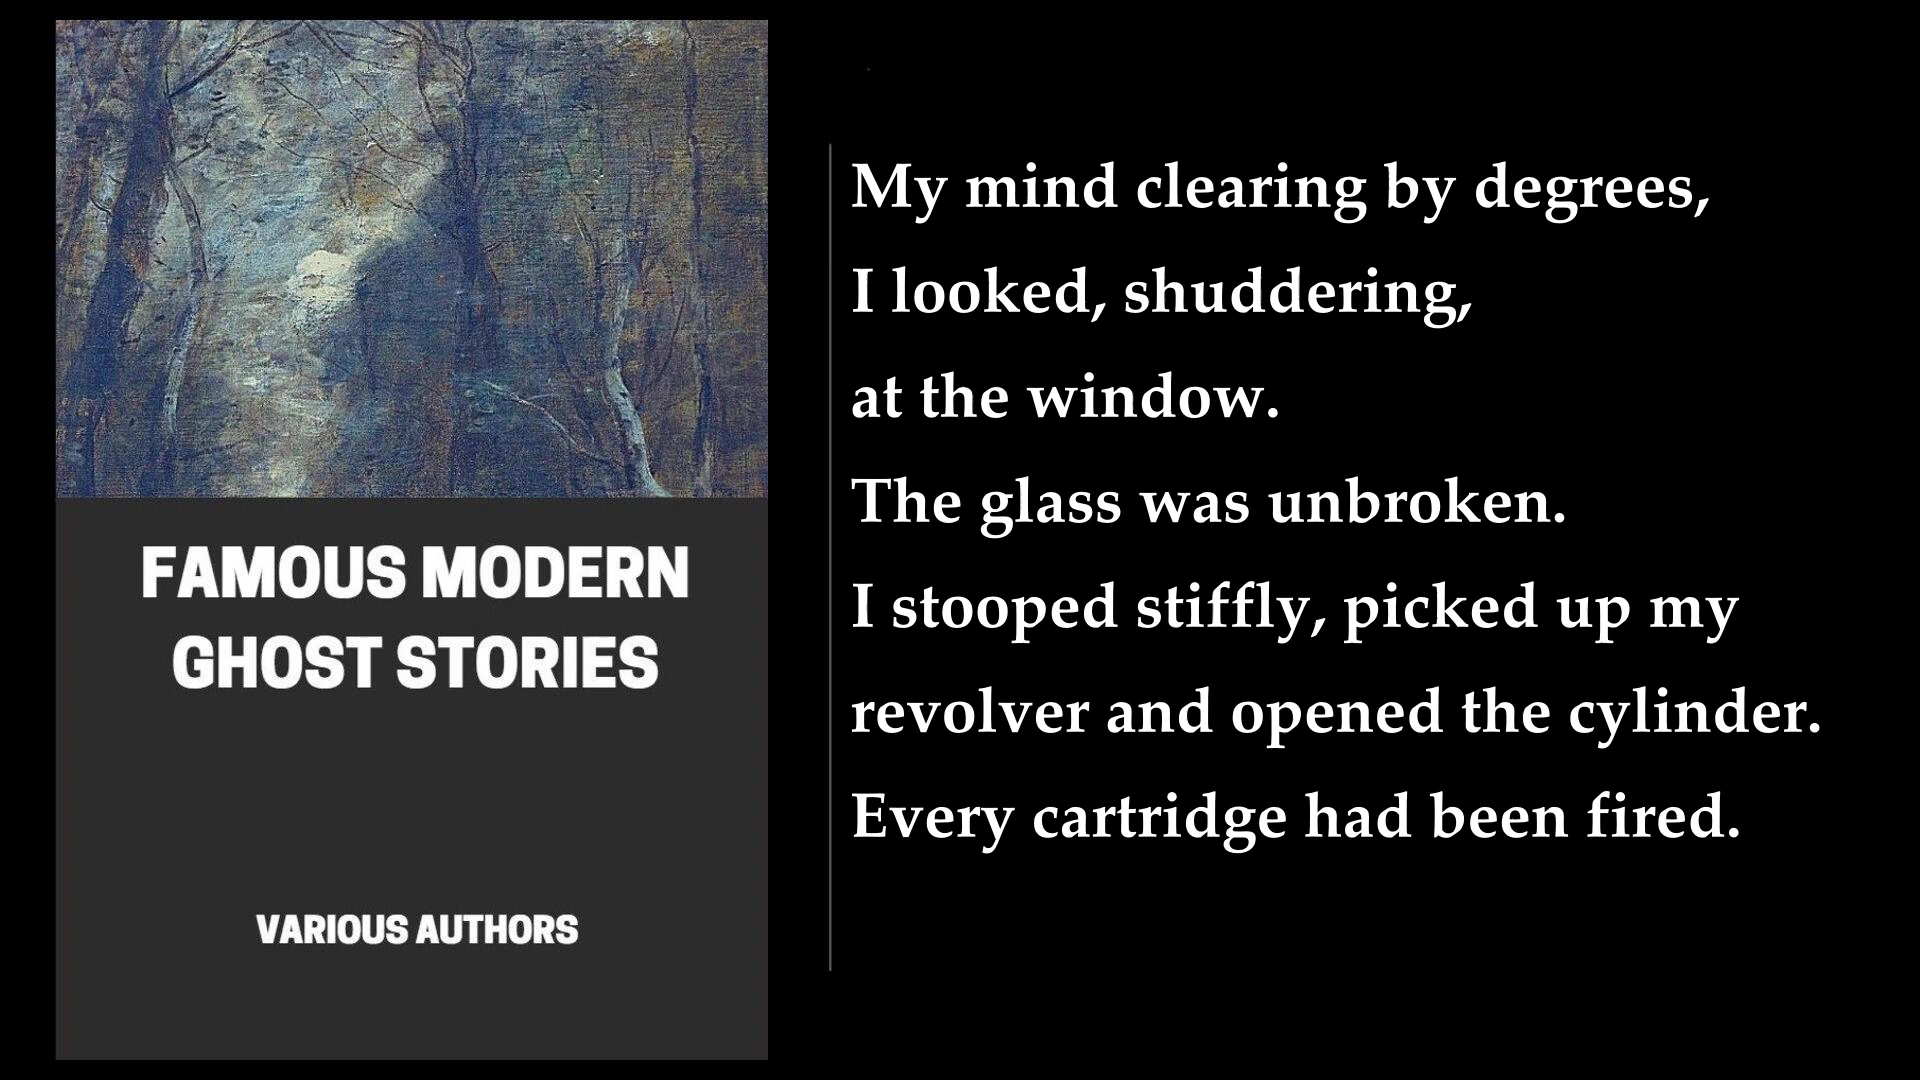 FAMOUS MODERN
GHOST STORIES
VARIOUS AUTHORS
My mind clearing by degrees,
I looked, shuddering,
at the window.
The glass was unbroken.
I stooped stiffly, picked up my
revolver and opened the cylinder.
Every cartridge had been fired.